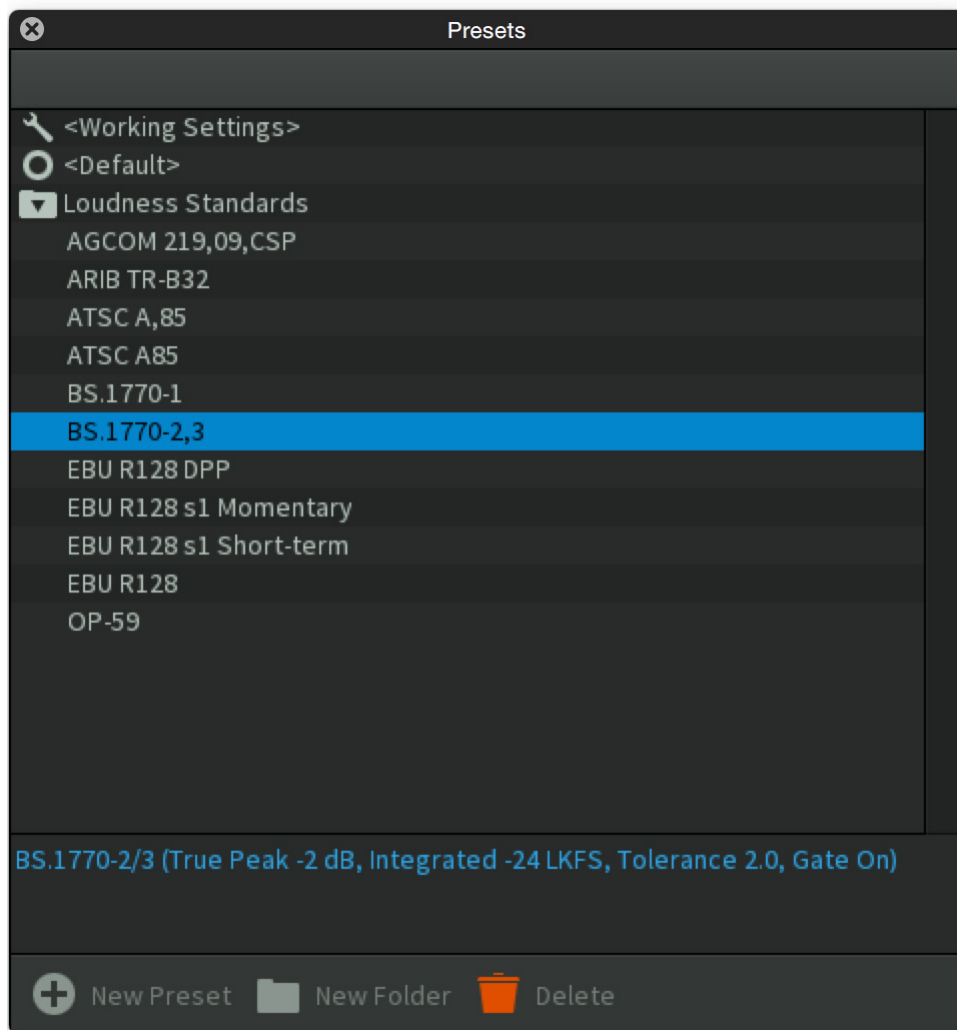 Presets
<Working Settings>
<Default>
Loudness Standards
AGCOM 219,09,CSP
ARIB TR-B32
ATSC A,85
ATSC A85
BS.1770-1
BS.1770-2,3
EBU R128 DPP
EBU R128 s1 Momentary
EBU R128 s1 Short-term
EBU R128
OP-59
BS.1770-2/3 (True Peak -2 dB, Integrated -24 LKFS, Tolerance 2.0, Gate On)
New Preset New Folder Delete